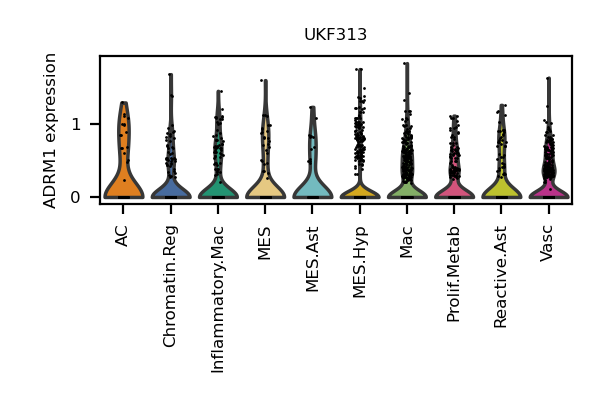 UKF313
ADRM1 expression
1
0
AC
Chromatin.Reg
Inflammatory.Mac
MES
MES.Ast
MES.Hyp
Mac
Prolif.Metab
Reactive.Ast
Vasc